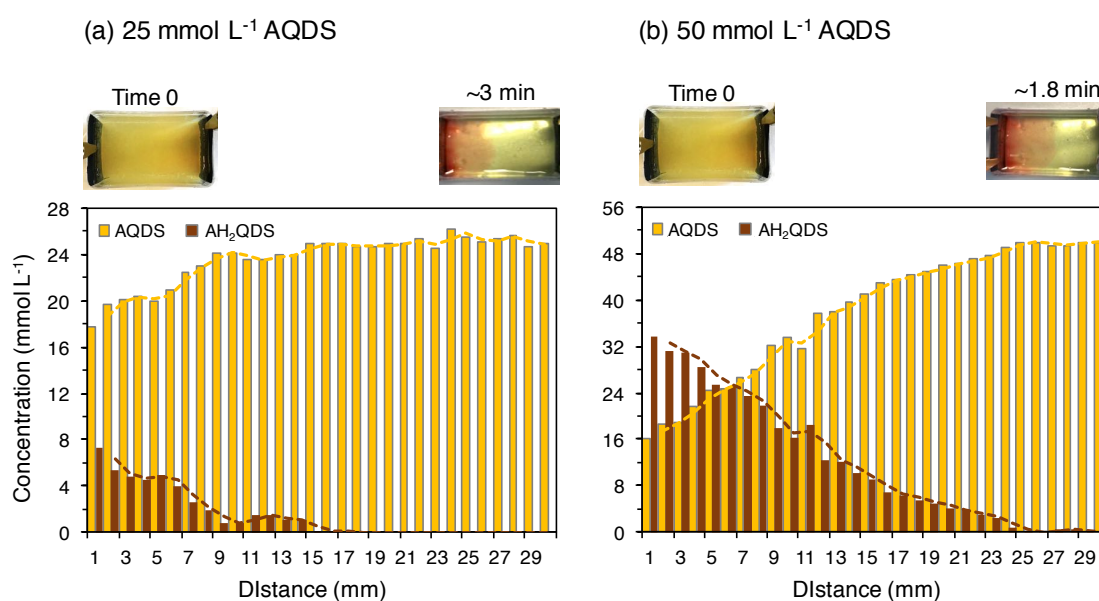 (a) 25 mmol L⁻¹ AQDS
Time 0
~3 min
28
24
20
16
12
8
4
0
AQDS
AH₂QDS
Concentration (mmol L⁻¹)
1 3 5 7 9 11 13 15 17 19 21 23 25 27 29
DIstance (mm)
(b) 50 mmol L⁻¹ AQDS
Time 0
~1.8 min
56
48
40
32
24
16
8
0
AQDS
AH₂QDS
1 3 5 7 9 11 13 15 17 19 21 23 25 27 29
DIstance (mm)